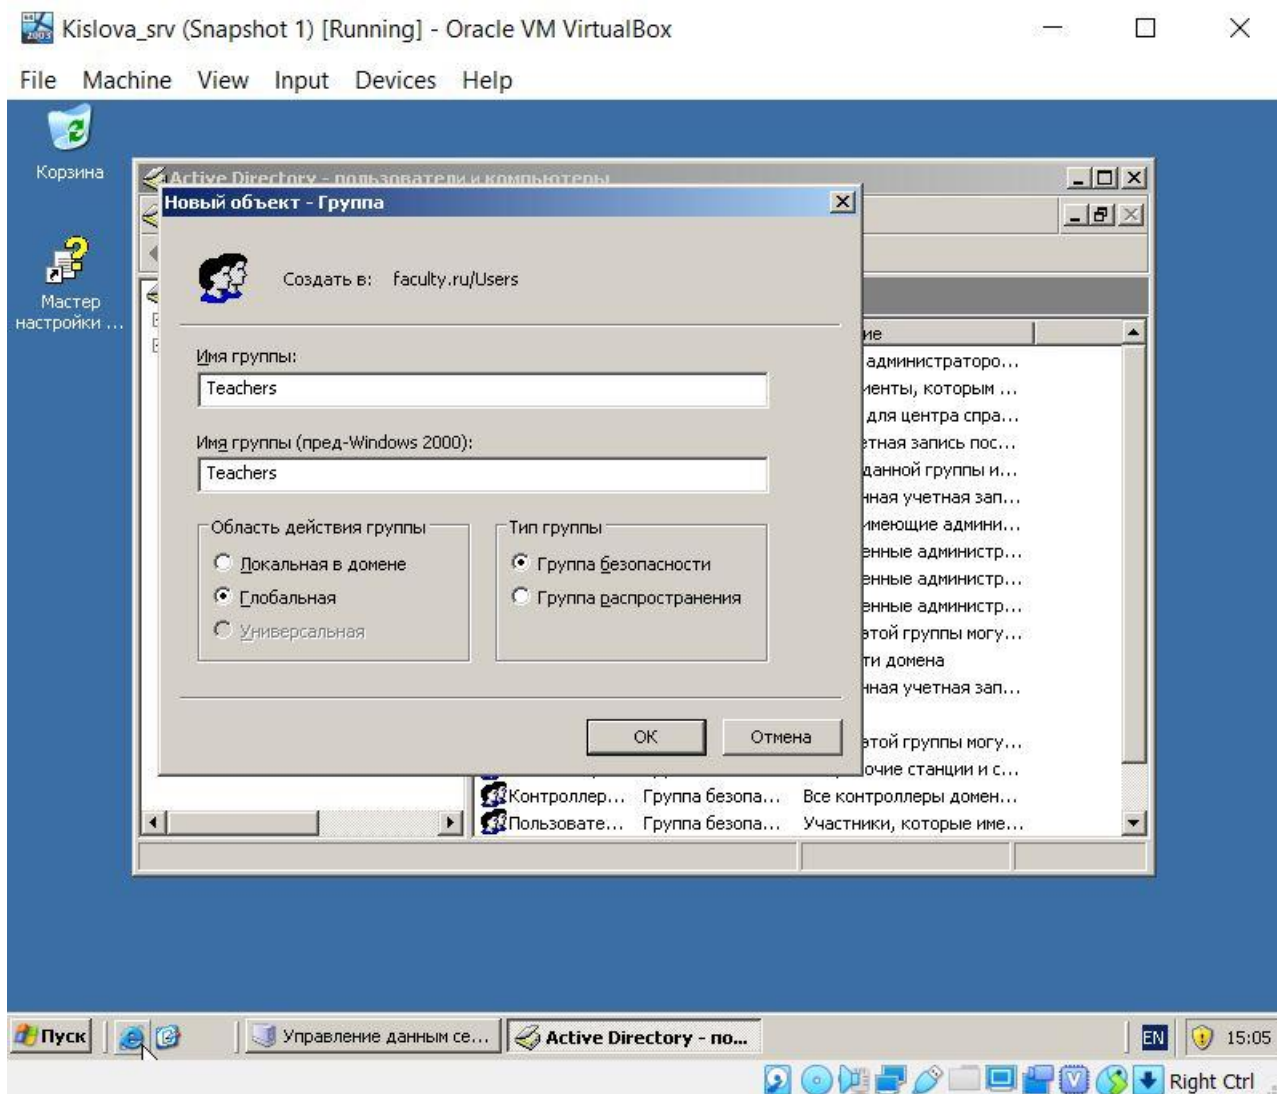 Kislova_srv (Snapshot 1) [Running] - Oracle VM VirtualBox
File Machine View Input Devices Help
Корзина
Мастер
настройки ...
Active Directory - пользователи и компьютеры
Новый объект - Группа
Создать в: faculty.ru/Users
Имя группы:
Teachers
Имя группы (пред-Windows 2000):
Teachers
Область действия группы
Локальная в домене
Глобальная
Универсальная
Тип группы
Группа безопасности
Группа распространения
OK
Отмена
ие
администраторо...
иенты, которым ...
для центра спра...
етная запись пос...
данной группы и...
нная учетная зап...
имеющие админи...
енные администр...
енные администр...
енные администр...
этой группы могу...
ти домена
нная учетная зап...
этой группы могу...
очие станции и с...
Контроллер... Группа безопа... Все контроллеры домен...
Пользовате... Группа безопа... Участники, которые име...
Пуск
Управление данным се...
Active Directory - по...
EN
15:05
Right Ctrl